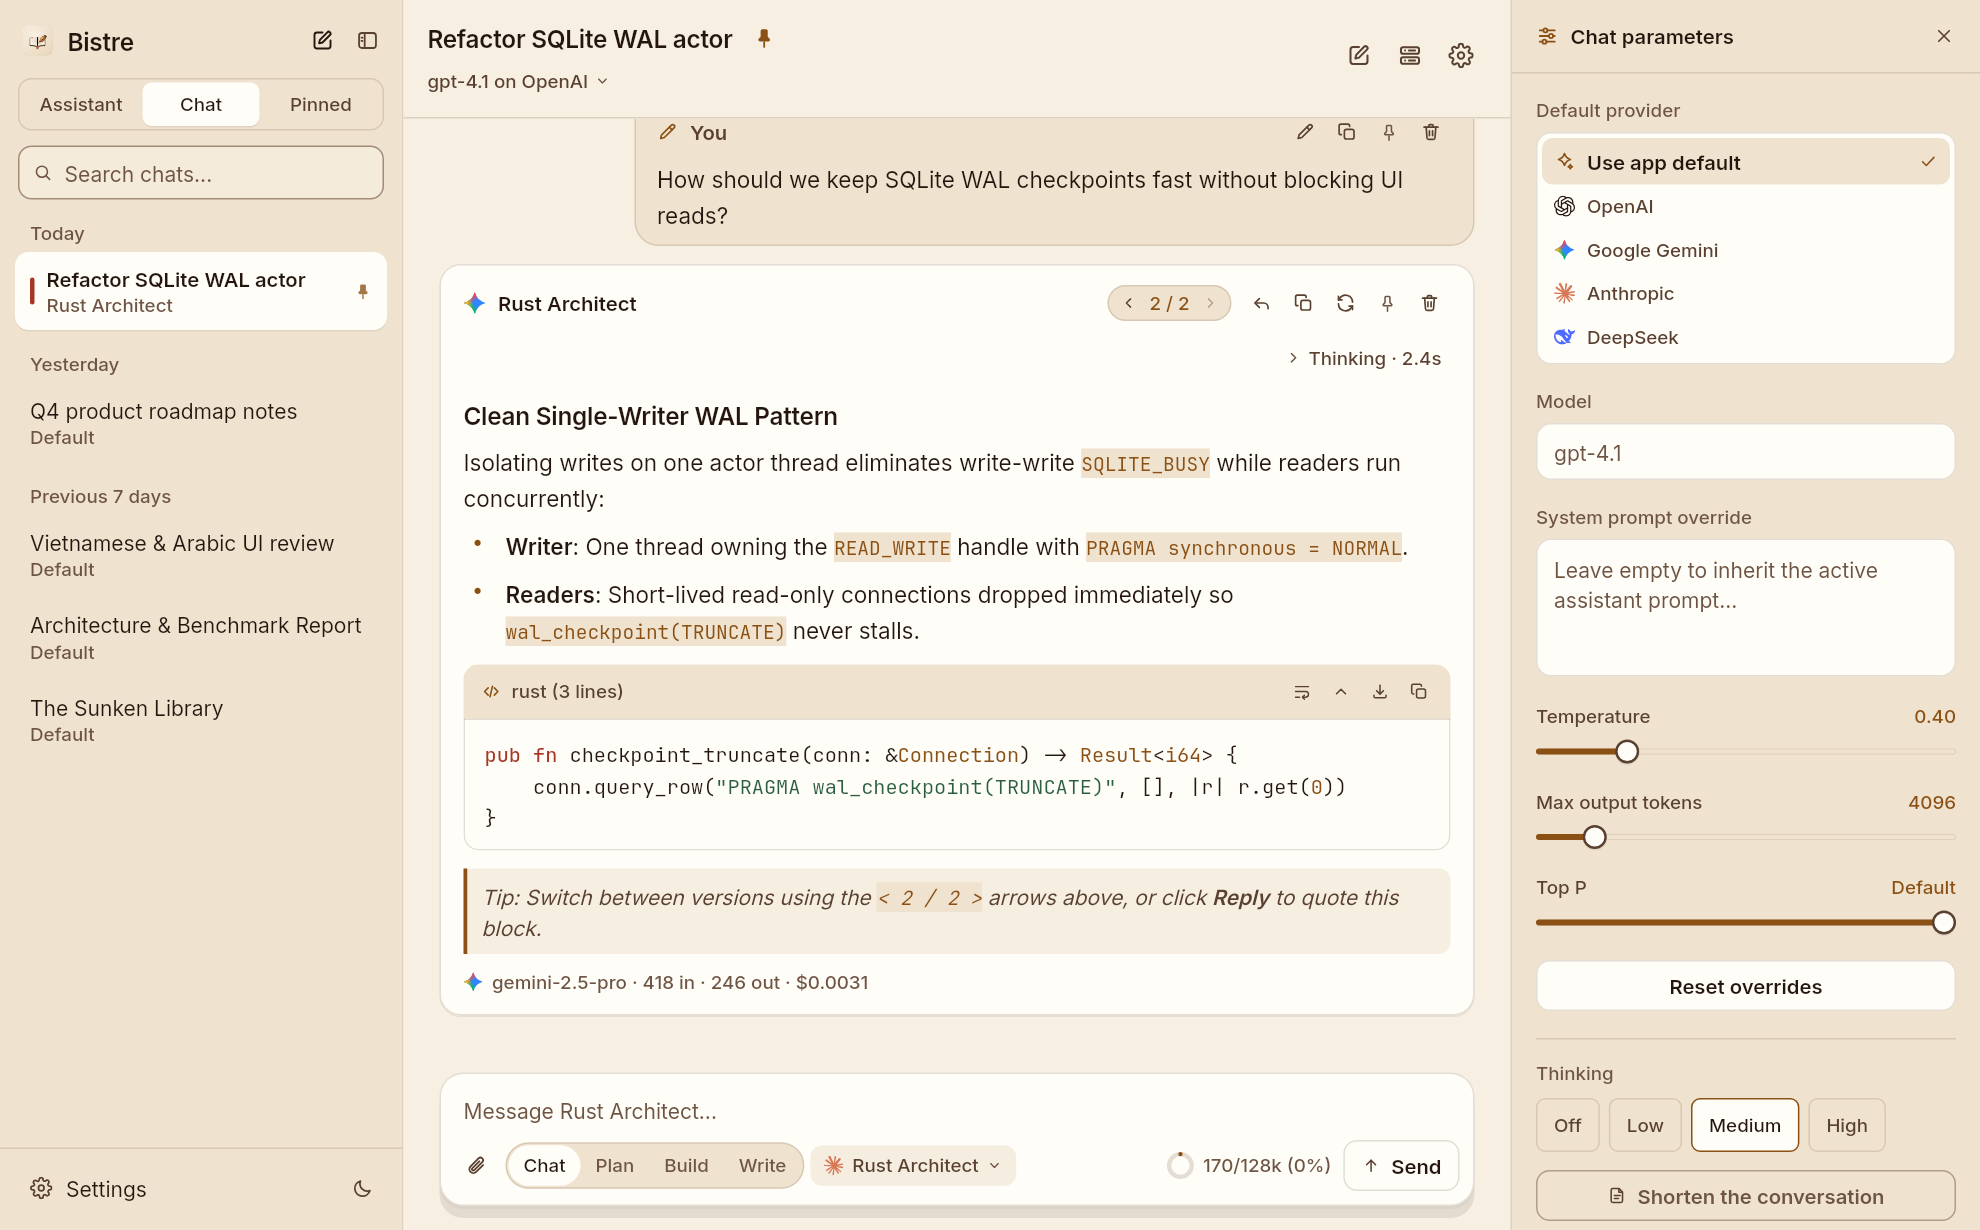 Bistre
Assistant
Chat
Pinned
Search chats...
Today
Refactor SQLite WAL actor
Rust Architect
Yesterday
Q4 product roadmap notes
Default
Previous 7 days
Vietnamese & Arabic UI review
Default
Architecture & Benchmark Report
Default
The Sunken Library
Default
Settings
Refactor SQLite WAL actor
gpt-4.1 on OpenAI
You
How should we keep SQLite WAL checkpoints fast without blocking UI
reads?
Rust Architect
2 / 2
Thinking · 2.4s
Clean Single-Writer WAL Pattern
Isolating writes on one actor thread eliminates write-write SQLITE_BUSY while readers run
concurrently:
• Writer: One thread owning the READ_WRITE handle with PRAGMA synchronous = NORMAL.
• Readers: Short-lived read-only connections dropped immediately so
wal_checkpoint(TRUNCATE) never stalls.
rust (3 lines)
pub fn checkpoint_truncate(conn: &Connection) -> Result<i64> {
    conn.query_row("PRAGMA wal_checkpoint(TRUNCATE)", [], |r| r.get(0))
}
Tip: Switch between versions using the < 2 / 2 > arrows above, or click Reply to quote this
block.
gemini-2.5-pro · 418 in · 246 out · $0.0031
Message Rust Architect...
Chat
Plan
Build
Write
Rust Architect
170/128k (0%)
Send
Chat parameters
Default provider
Use app default
OpenAI
Google Gemini
Anthropic
DeepSeek
Model
gpt-4.1
System prompt override
Leave empty to inherit the active
assistant prompt...
Temperature 0.40
Max output tokens 4096
Top P Default
Reset overrides
Thinking
Off
Low
Medium
High
Shorten the conversation